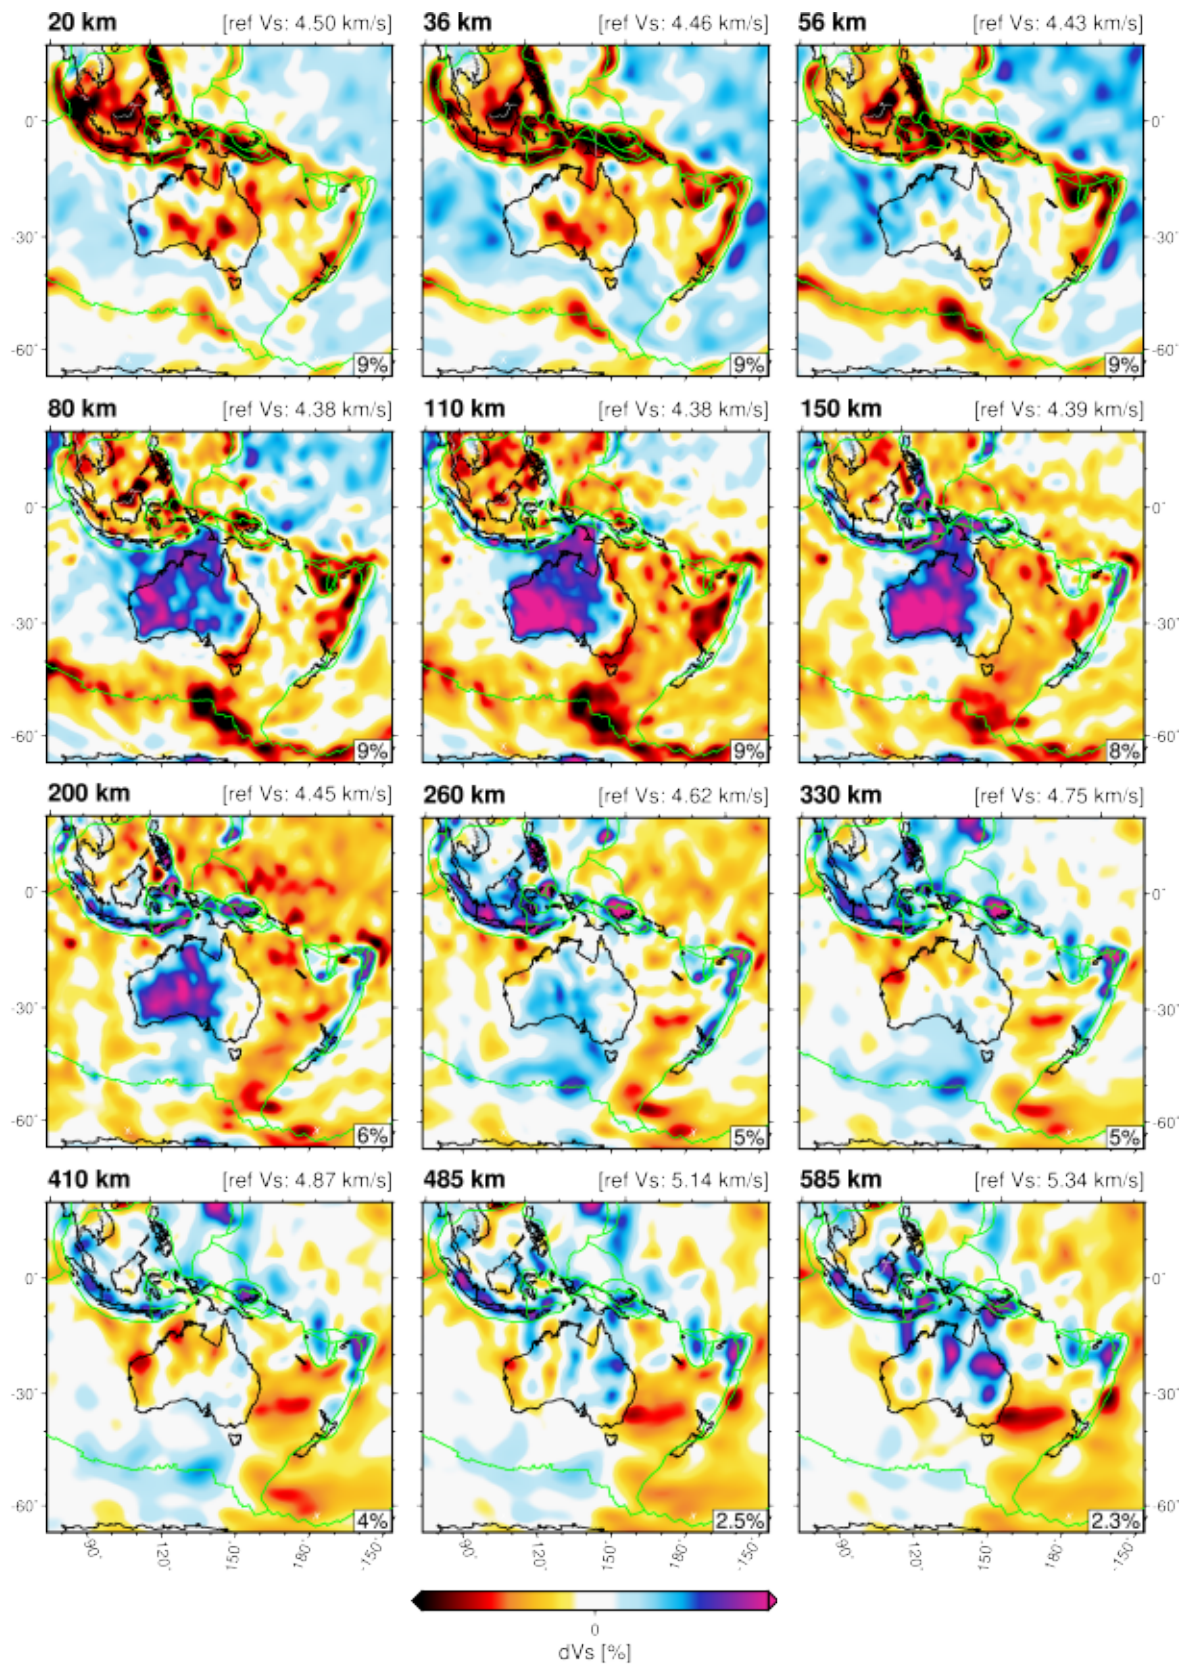 20 km [ref Vs: 4.50 km/s] 36 km [ref Vs: 4.46 km/s] 56 km [ref Vs: 4.43 km/s]
0° 0°
-30° -30°
-60° 9% 9% 9% -60°
80 km [ref Vs: 4.38 km/s] 110 km [ref Vs: 4.38 km/s] 150 km [ref Vs: 4.39 km/s]
0° 0°
-30° -30°
-60° 9% 9% 8% -60°
200 km [ref Vs: 4.45 km/s] 260 km [ref Vs: 4.62 km/s] 330 km [ref Vs: 4.75 km/s]
0° 0°
-30° -30°
-60° 6% 5% 5% -60°
410 km [ref Vs: 4.87 km/s] 485 km [ref Vs: 5.14 km/s] 585 km [ref Vs: 5.34 km/s]
0° 0°
-30° -30°
-60° 4% 2.5% 2.3% -60°
90° 120° 150° 180° -150° 90° 120° 150° 180° -150° 90° 120° 150° 180° -150°
0
dVs [%]